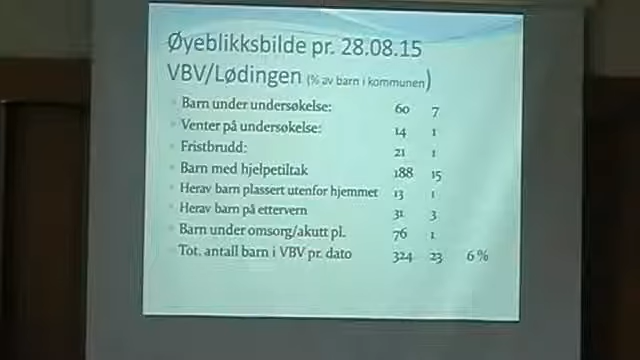 Øyeblikksbilde pr. 28.08.15
VBV/Lødingen (% av barn i kommunen)
Barn under undersøkelse: 60 7
Venter på undersøkelse: 14 1
Fristbrudd: 21 1
Barn med hjelpetiltak 188 15
Herav barn plassert utenfor hjemmet 13 1
Herav barn på ettervern 31 3
Barn under omsorg/akutt pl. 76 1
Tot. antall barn i VBV pr. dato 324 23 6 %